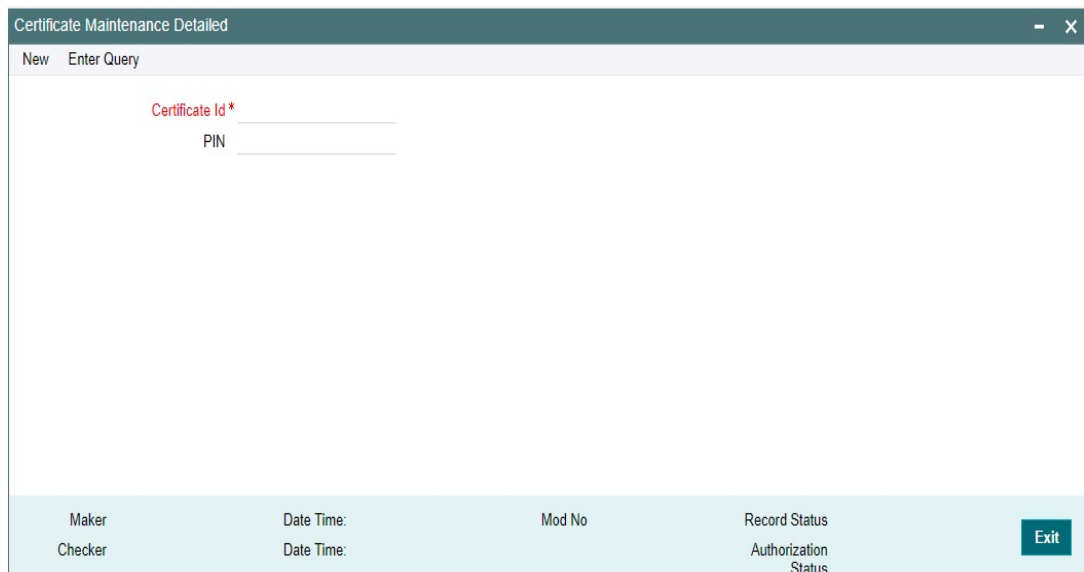 Certificate Maintenance Detailed
New Enter Query
Certificate Id *
PIN
Maker Date Time: Mod No Record Status
Exit
Checker Date Time: Authorization
Status